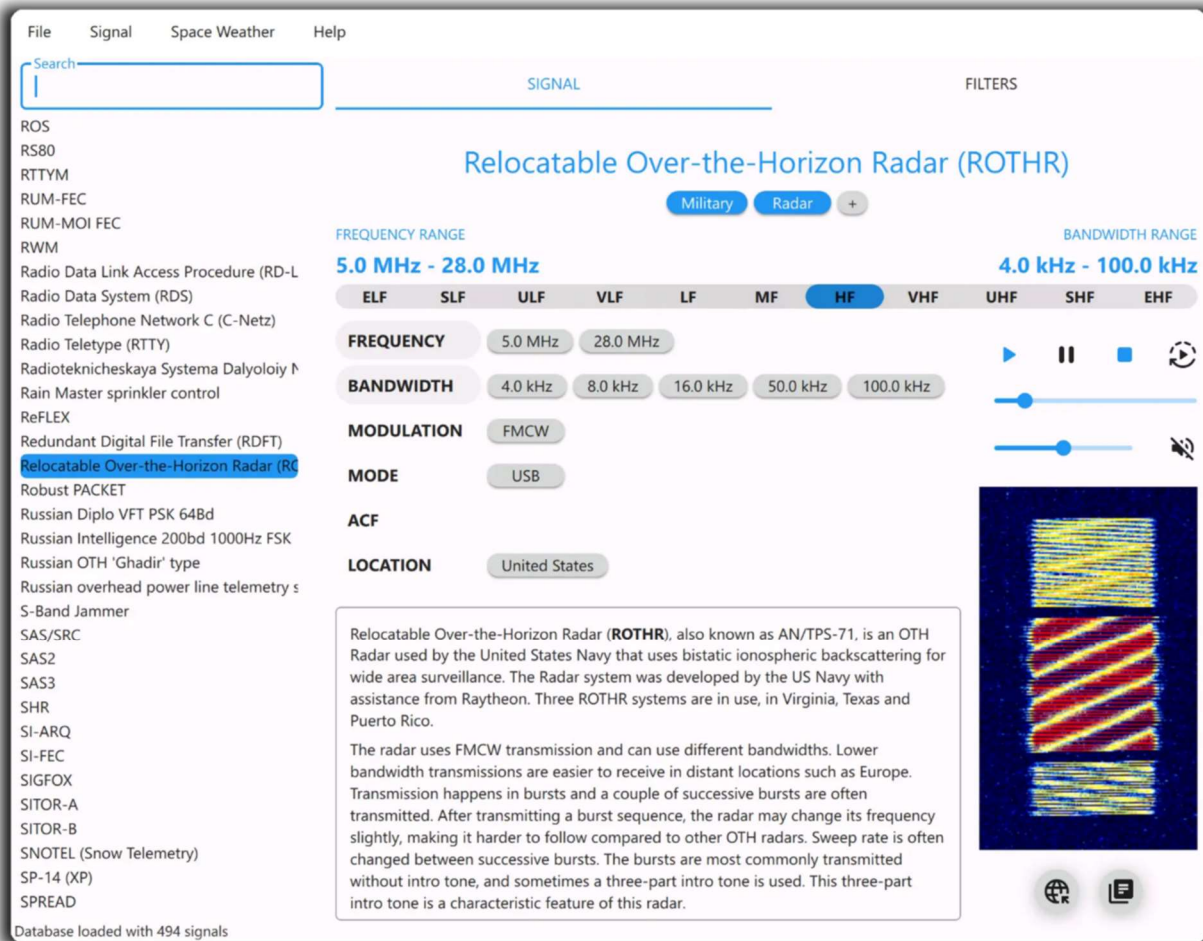 File Signal Space Weather Help
Search
SIGNAL FILTERS
ROS
RS80
RTTYM
RUM-FEC
RUM-MOI FEC
RWM
Radio Data Link Access Procedure (RD-L
Radio Data System (RDS)
Radio Telephone Network C (C-Netz)
Radio Teletype (RTTY)
Radioteknicheskaya Systema Dalyoloiy N
Rain Master sprinkler control
ReFLEX
Redundant Digital File Transfer (RDFT)
Relocatable Over-the-Horizon Radar (RO
Robust PACKET
Russian Diplo VFT PSK 64Bd
Russian Intelligence 200bd 1000Hz FSK
Russian OTH 'Ghadir' type
Russian overhead power line telemetry s
S-Band Jammer
SAS/SRC
SAS2
SAS3
SHR
SI-ARQ
SI-FEC
SIGFOX
SITOR-A
SITOR-B
SNOTEL (Snow Telemetry)
SP-14 (XP)
SPREAD
Database loaded with 494 signals
Relocatable Over-the-Horizon Radar (ROTHR)
Military Radar +
FREQUENCY RANGE BANDWIDTH RANGE
5.0 MHz - 28.0 MHz 4.0 kHz - 100.0 kHz
ELF SLF ULF VLF LF MF HF VHF UHF SHF EHF
FREQUENCY 5.0 MHz 28.0 MHz
BANDWIDTH 4.0 kHz 8.0 kHz 16.0 kHz 50.0 kHz 100.0 kHz
MODULATION FMCW
MODE USB
ACF
LOCATION United States
Relocatable Over-the-Horizon Radar (ROTHR), also known as AN/TPS-71, is an OTH
Radar used by the United States Navy that uses bistatic ionospheric backscattering for
wide area surveillance. The Radar system was developed by the US Navy with
assistance from Raytheon. Three ROTHR systems are in use, in Virginia, Texas and
Puerto Rico.
The radar uses FMCW transmission and can use different bandwidths. Lower
bandwidth transmissions are easier to receive in distant locations such as Europe.
Transmission happens in bursts and a couple of successive bursts are often
transmitted. After transmitting a burst sequence, the radar may change its frequency
slightly, making it harder to follow compared to other OTH radars. Sweep rate is often
changed between successive bursts. The bursts are most commonly transmitted
without intro tone, and sometimes a three-part intro tone is used. This three-part
intro tone is a characteristic feature of this radar.